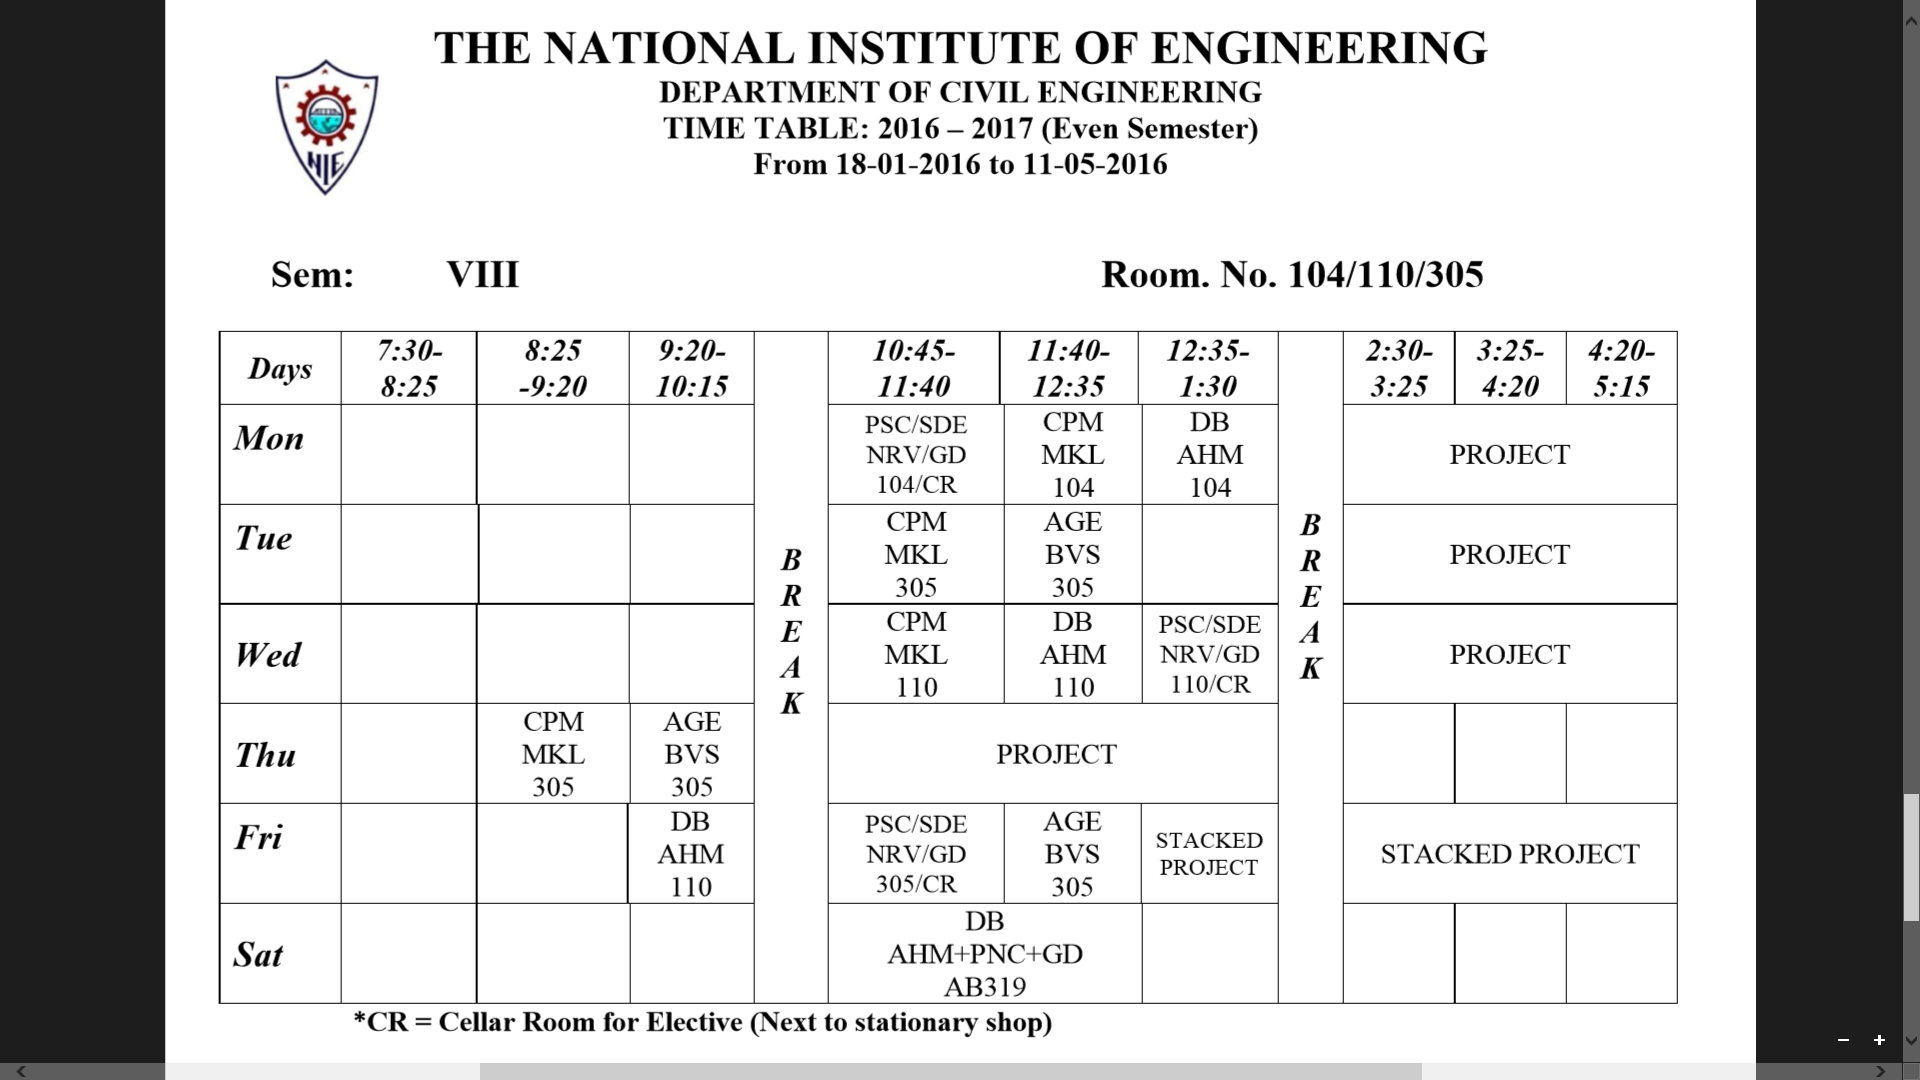 THE NATIONAL INSTITUTE OF ENGINEERING
DEPARTMENT OF CIVIL ENGINEERING
TIME TABLE: 2016 – 2017 (Even Semester)
From 18-01-2016 to 11-05-2016
NIE
Sem: VIII Room. No. 104/110/305
Days 7:30- 8:25 9:20- 10:45- 11:40- 12:35- 2:30- 3:25- 4:20-
8:25 -9:20 10:15 11:40 12:35 1:30 3:25 4:20 5:15
Mon
PSC/SDE CPM DB
NRV/GD MKL AHM PROJECT
104/CR 104 104
Tue
CPM AGE
MKL BVS PROJECT
305 305
Wed
CPM DB PSC/SDE
MKL AHM NRV/GD PROJECT
110 110 110/CR
Thu
CPM AGE
MKL BVS PROJECT
305 305
Fri
DB PSC/SDE AGE STACKED
AHM NRV/GD BVS PROJECT STACKED PROJECT
110 305/CR 305
Sat
DB
AHM+PNC+GD
AB319
B
R
E
A
K
B
R
E
A
K
*CR = Cellar Room for Elective (Next to stationary shop)